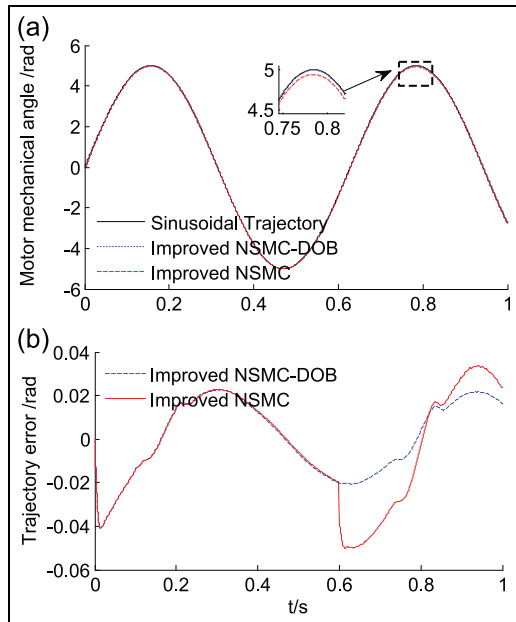 (a)
Motor mechanical angle /rad
6
4
2
0
-2
-4
-6
5
4.5
0.75 0.8
Sinusoidal Trajectory
Improved NSMC-DOB
Improved NSMC
0 0.2 0.4 0.6 0.8 1
(b)
Trajectory error /rad
0.04
0.02
0
-0.02
-0.04
-0.06
Improved NSMC-DOB
Improved NSMC
0 0.2 0.4 0.6 0.8 1
t/s